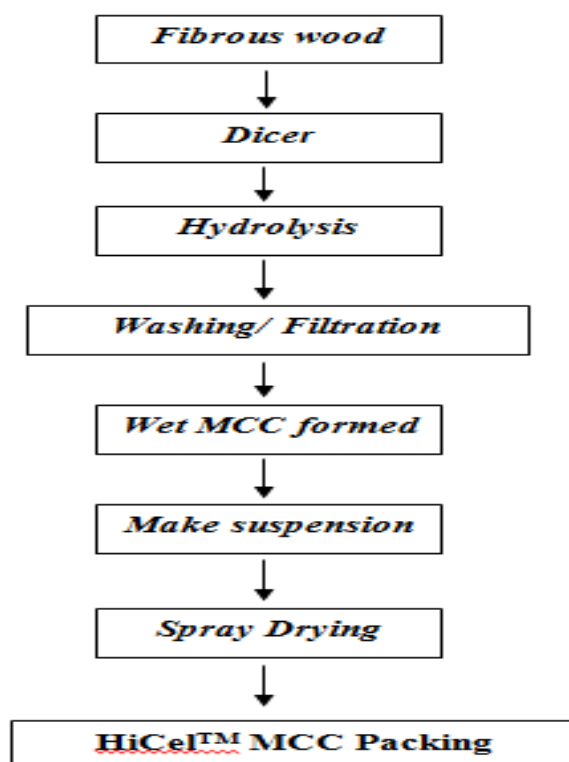 Fibrous wood
Dicer
Hydrolysis
Washing/ Filtration
Wet MCC formed
Make suspension
Spray Drying
HiCel™ MCC Packing